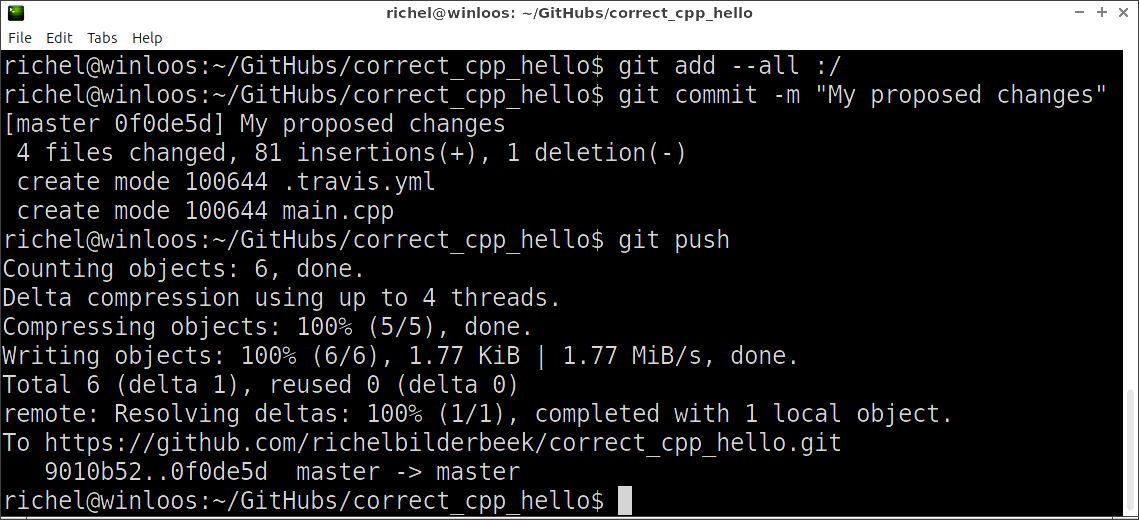 richel@winloos: ~/GitHubs/correct_cpp_hello
File Edit Tabs Help
richel@winloos:~/GitHubs/correct_cpp_hello$ git add --all :/
richel@winloos:~/GitHubs/correct_cpp_hello$ git commit -m "My proposed changes"
[master 0f0de5d] My proposed changes
 4 files changed, 81 insertions(+), 1 deletion(-)
 create mode 100644 .travis.yml
 create mode 100644 main.cpp
richel@winloos:~/GitHubs/correct_cpp_hello$ git push
Counting objects: 6, done.
Delta compression using up to 4 threads.
Compressing objects: 100% (5/5), done.
Writing objects: 100% (6/6), 1.77 KiB | 1.77 MiB/s, done.
Total 6 (delta 1), reused 0 (delta 0)
remote: Resolving deltas: 100% (1/1), completed with 1 local object.
To https://github.com/richelbilderbeek/correct_cpp_hello.git
   9010b52..0f0de5d  master -> master
richel@winloos:~/GitHubs/correct_cpp_hello$